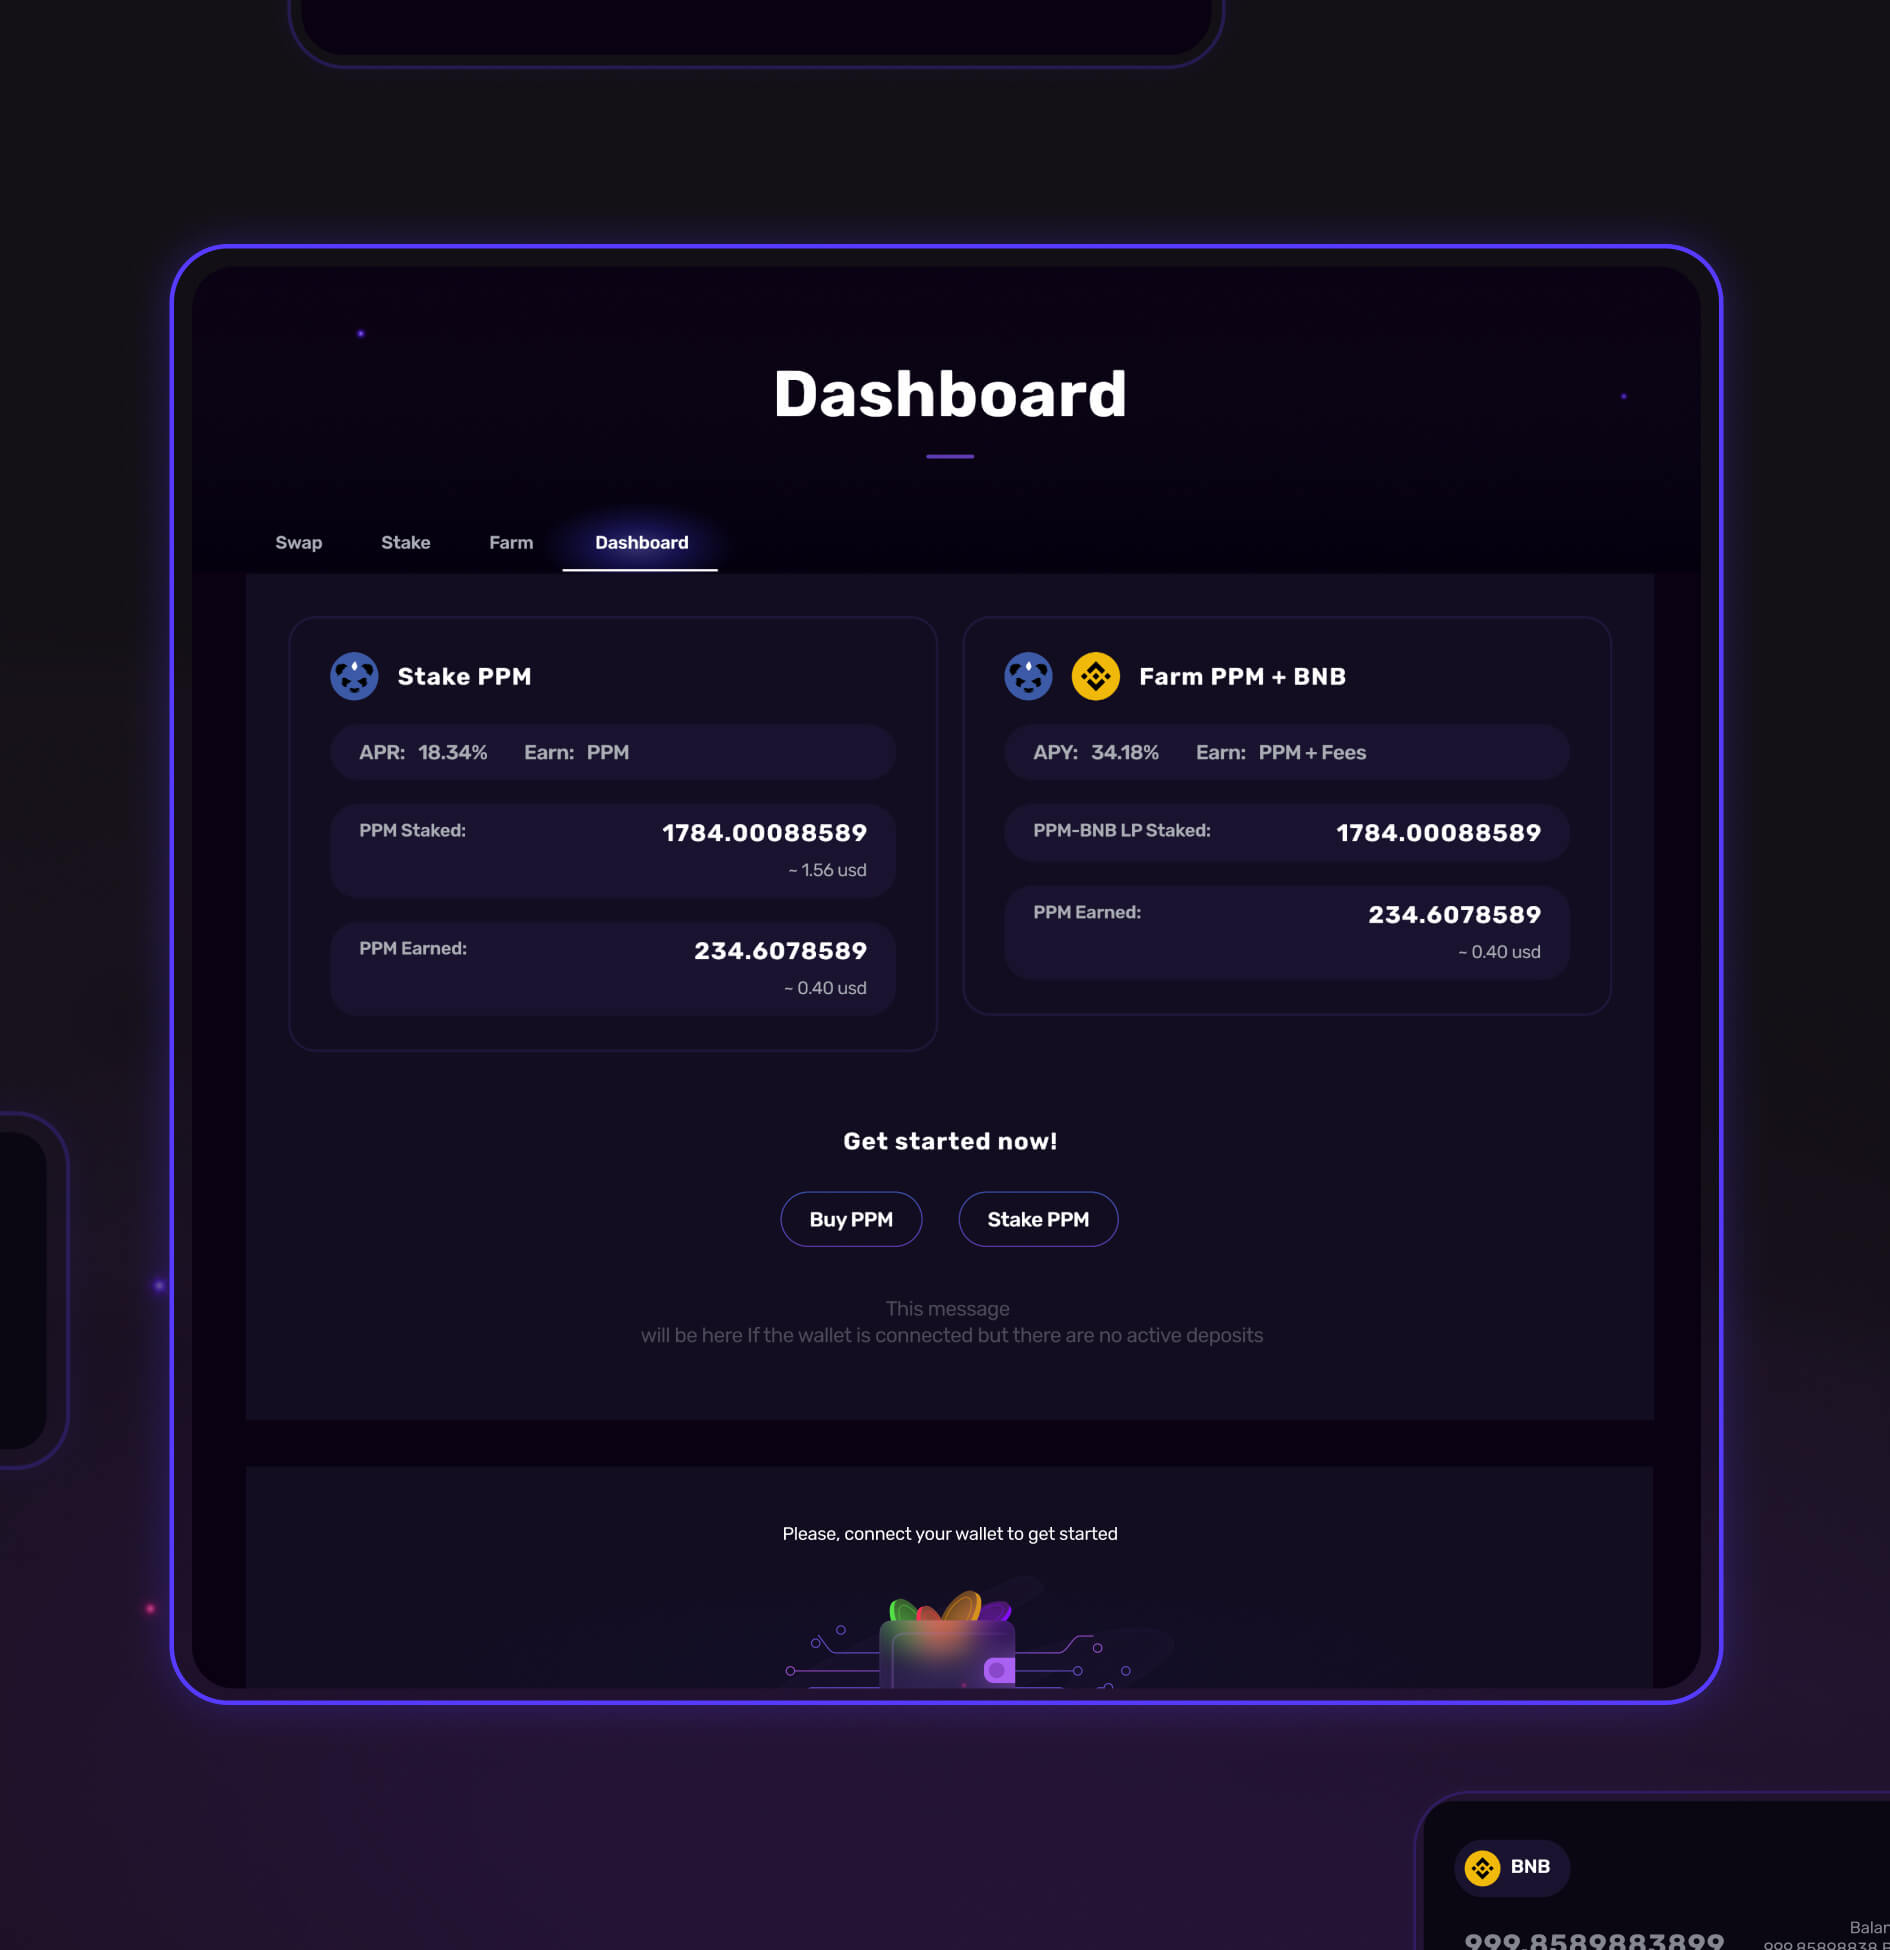 Dashboard
Swap Stake Farm Dashboard
Stake PPM
APR: 18.34% Earn: PPM
PPM Staked: 1784.00088589
~ 1.56 usd
PPM Earned: 234.6078589
~ 0.40 usd
Farm PPM + BNB
APY: 34.18% Earn: PPM + Fees
PPM-BNB LP Staked: 1784.00088589
PPM Earned: 234.6078589
~ 0.40 usd
Get started now!
Buy PPM Stake PPM
This message
will be here If the wallet is connected but there are no active deposits
Please, connect your wallet to get started
BNB
Balan
999.8589883899 999.85898838